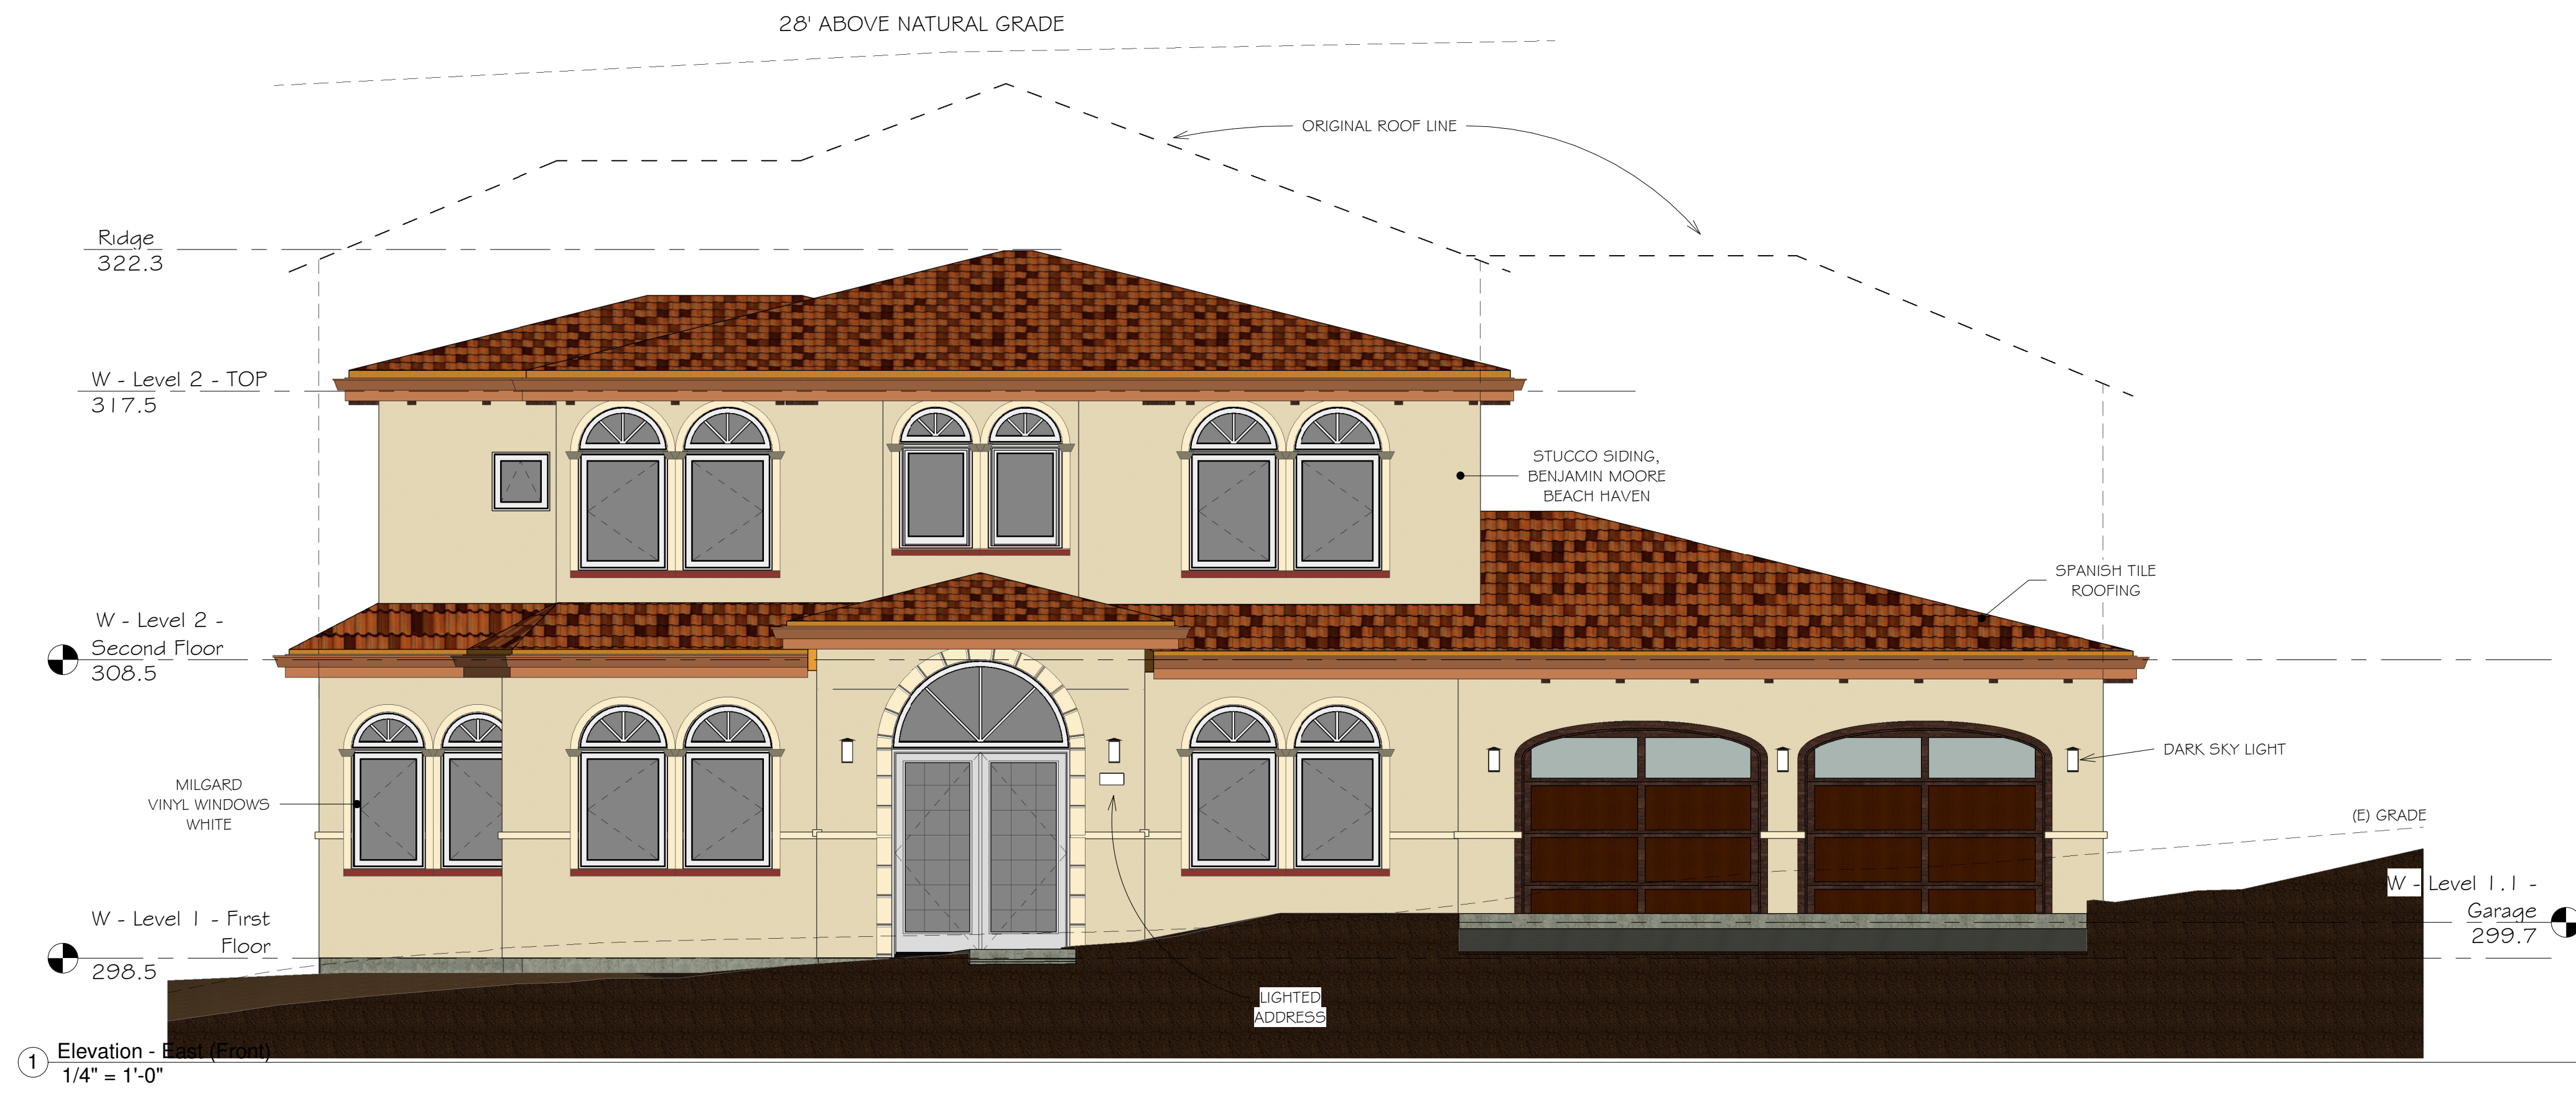 28' ABOVE NATURAL GRADE
ORIGINAL ROOF LINE
Ridge
322.3
W - Level 2 - TOP
317.5
STUCCO SIDING,
BENJAMIN MOORE
BEACH HAVEN
SPANISH TILE
ROOFING
W - Level 2 -
Second Floor
308.5
DARK SKY LIGHT
MILGARD
VINYL WINDOWS
WHITE
(E) GRADE
W - Level 1.1 -
Garage
299.7
W - Level 1 - First
Floor
298.5
LIGHTED
ADDRESS
1
Elevation - East (Front)
1/4" = 1'-0"